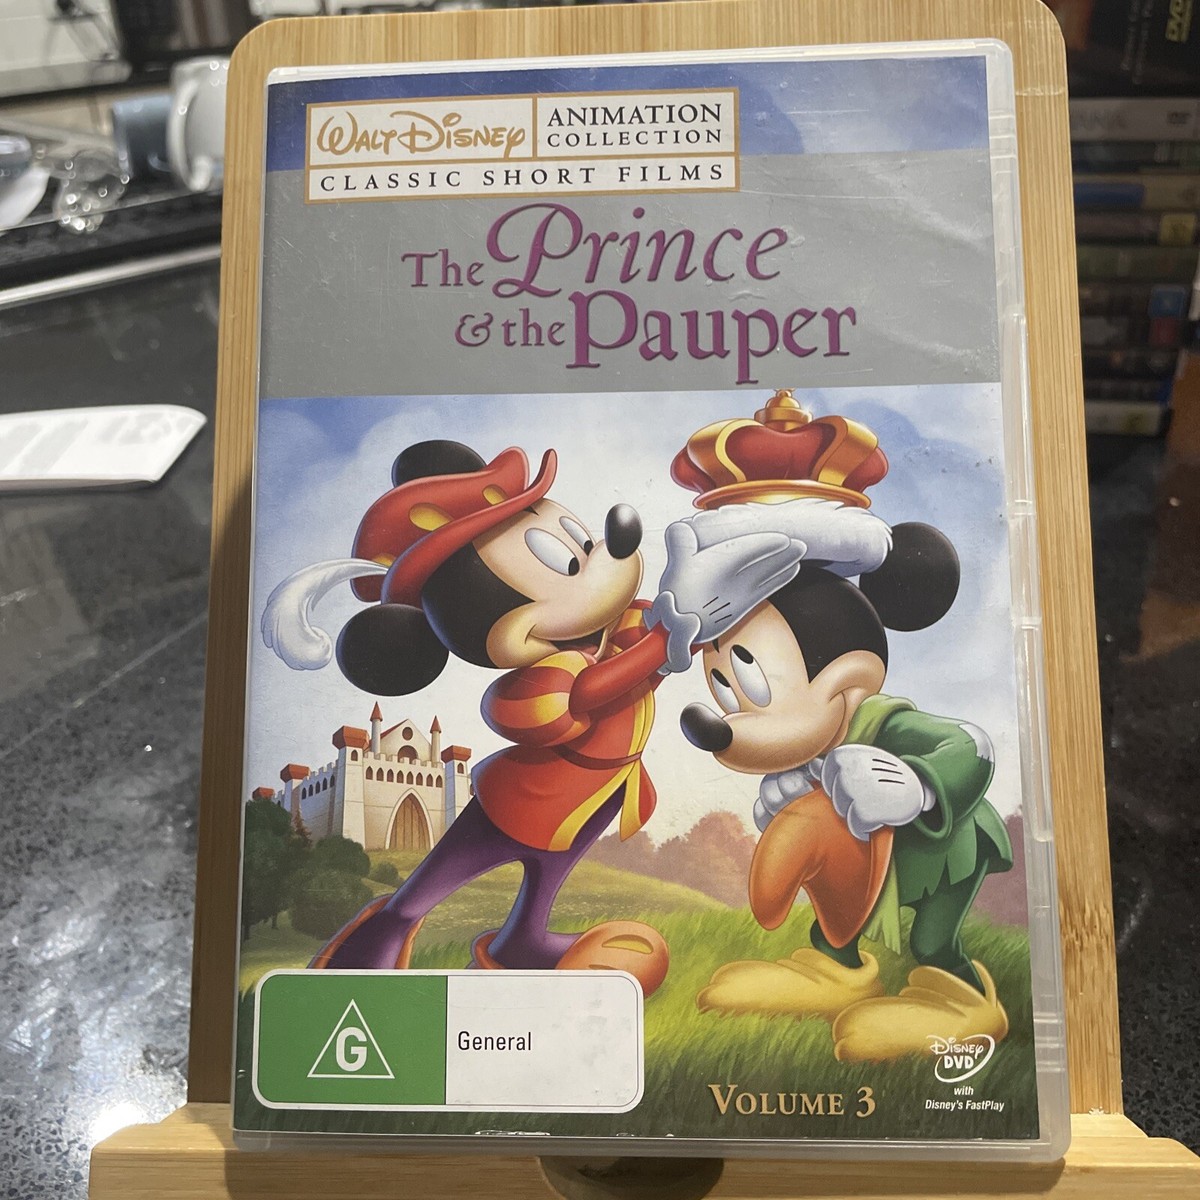 WALT DISNEY
ANIMATION
COLLECTION
CLASSIC SHORT FILMS
The Prince
& the Pauper
G
General
VOLUME 3
DISNEY
DVD
with
Disney's FastPlay
DVD